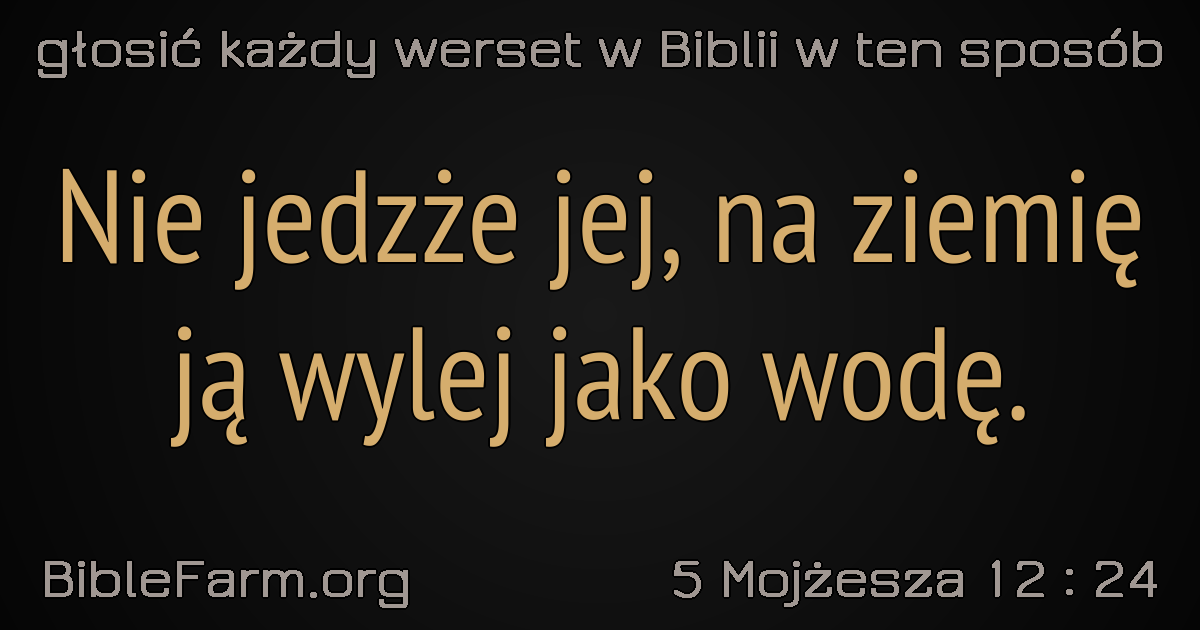 głosić każdy werset w Biblii w ten sposób
Nie jedzże jej, na ziemię
ją wylej jako wodę.
BibleFarm.org
5 Mojżesza 12 : 24